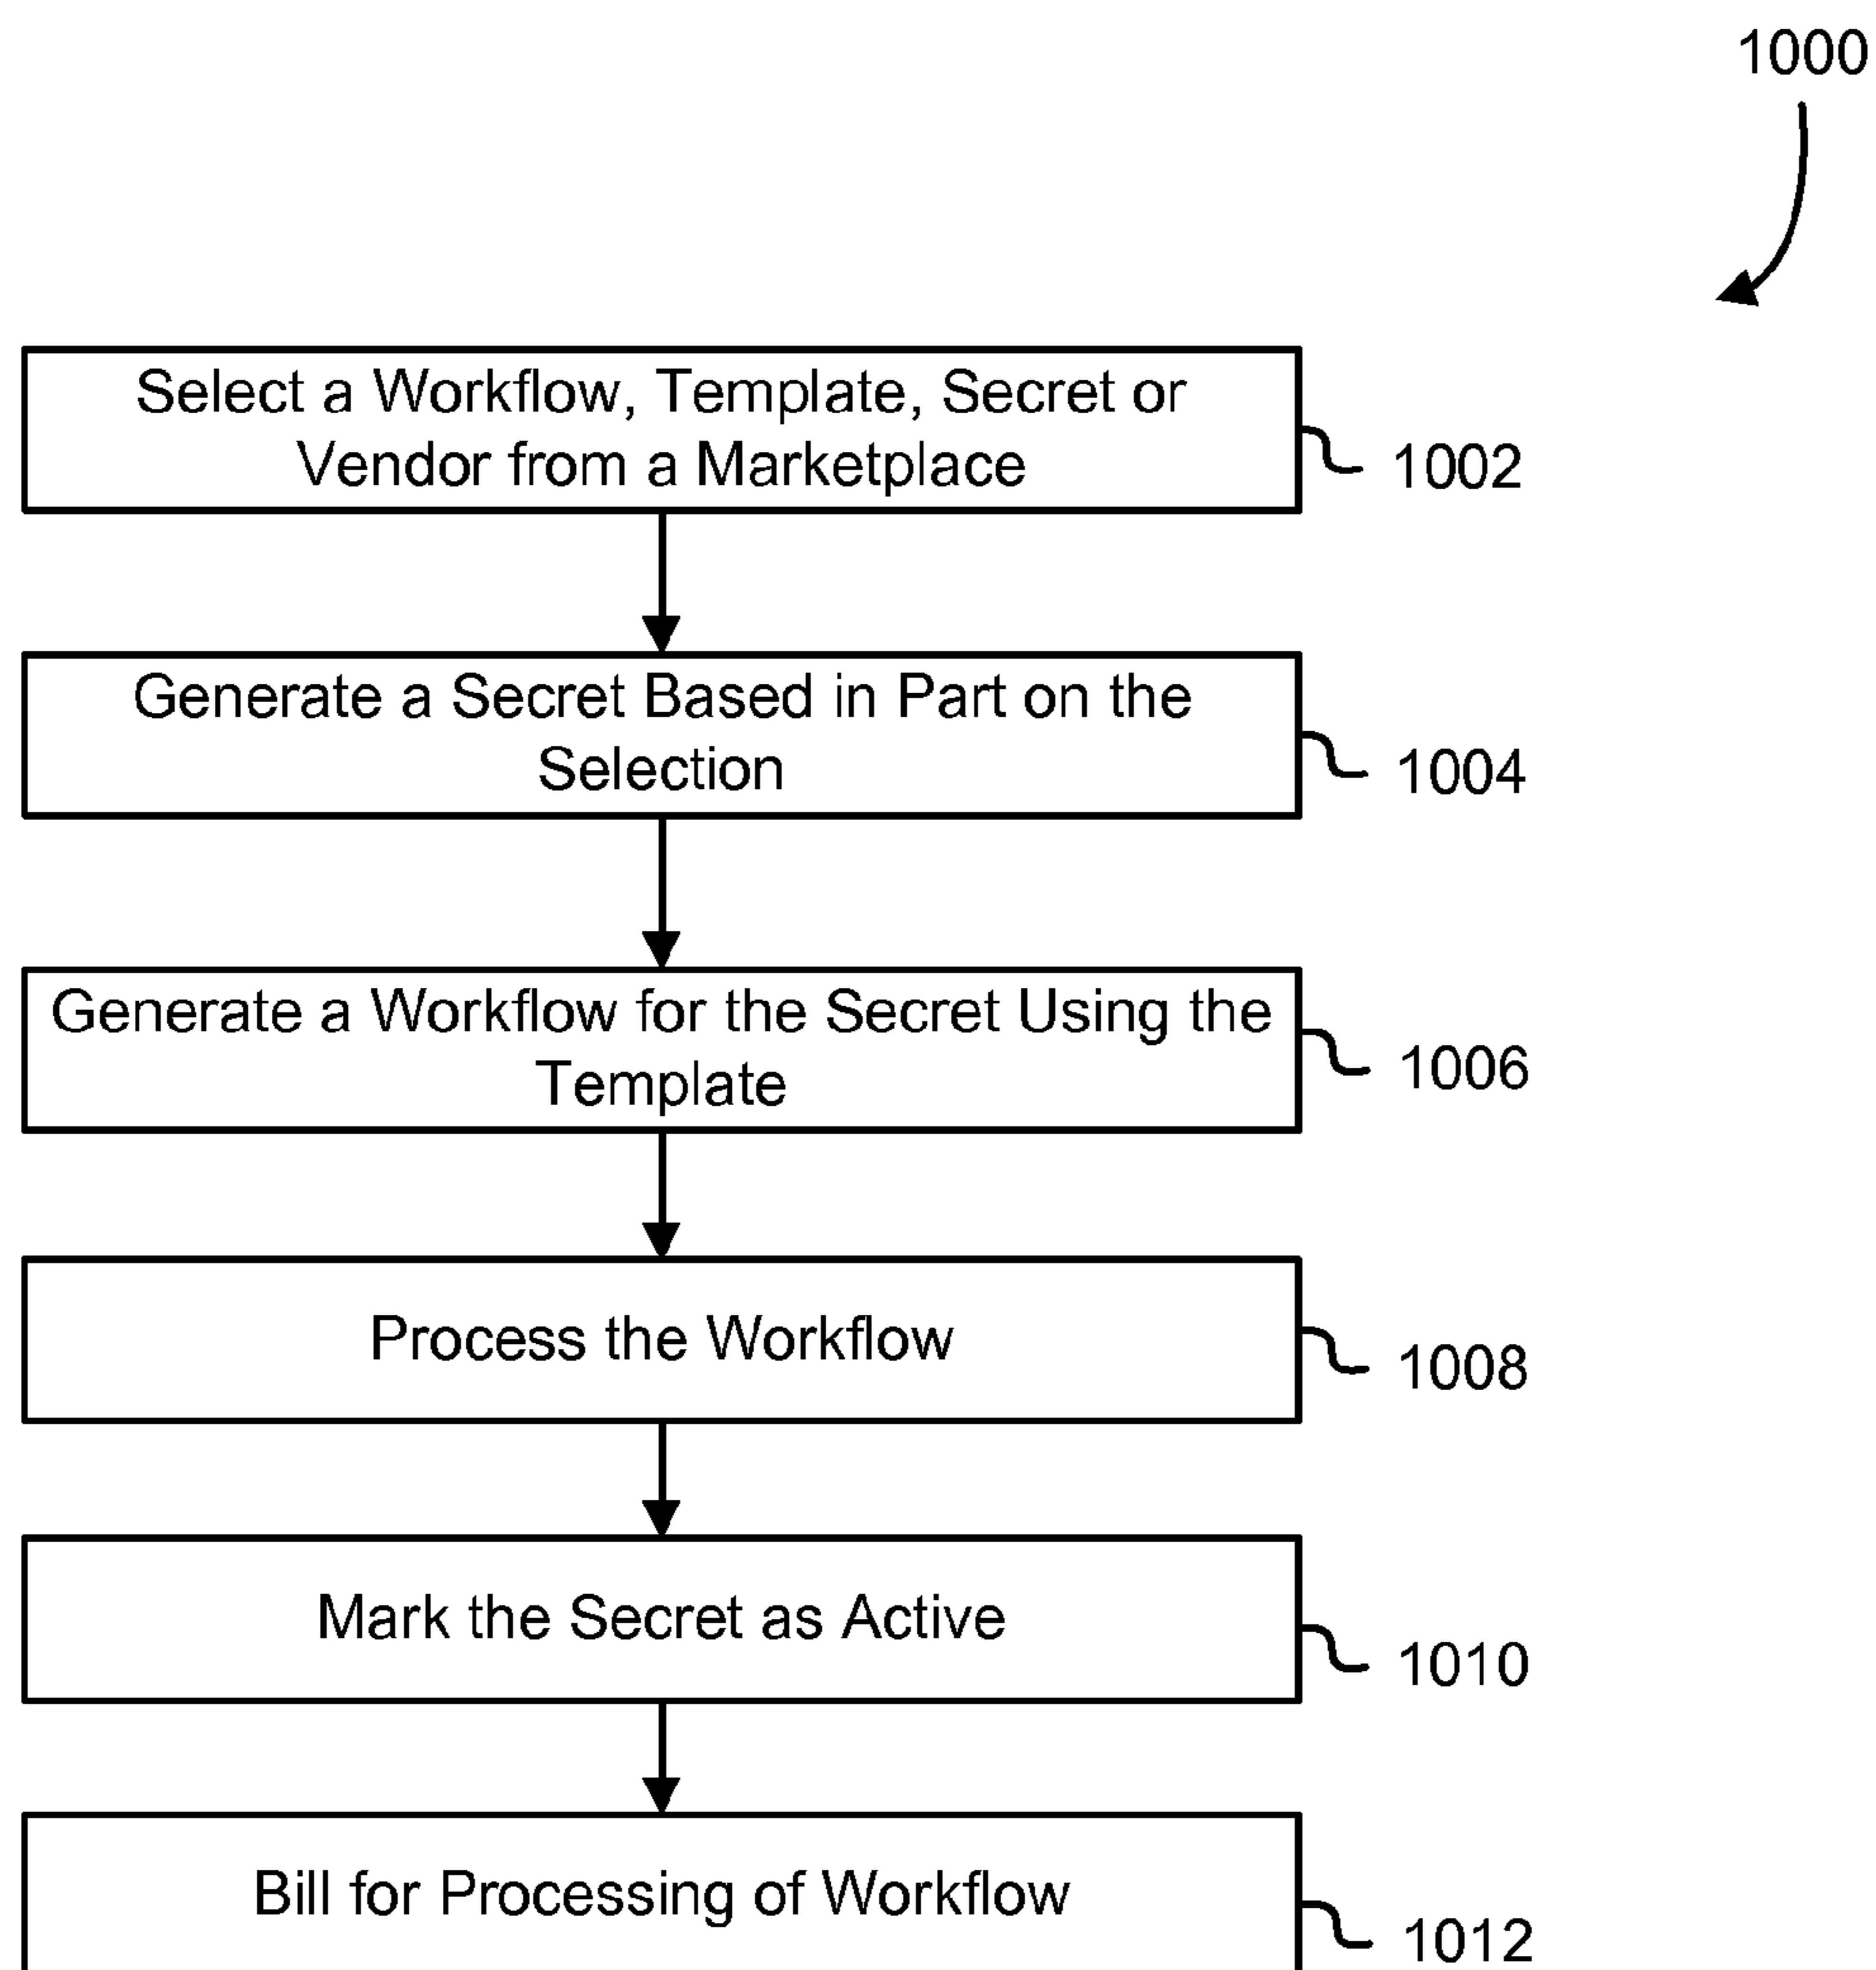 1000
Select a Workflow, Template, Secret or
Vendor from a Marketplace
1002
Generate a Secret Based in Part on the
Selection
1004
Generate a Workflow for the Secret Using the
Template
1006
Process the Workflow
1008
Mark the Secret as Active
1010
Bill for Processing of Workflow
1012